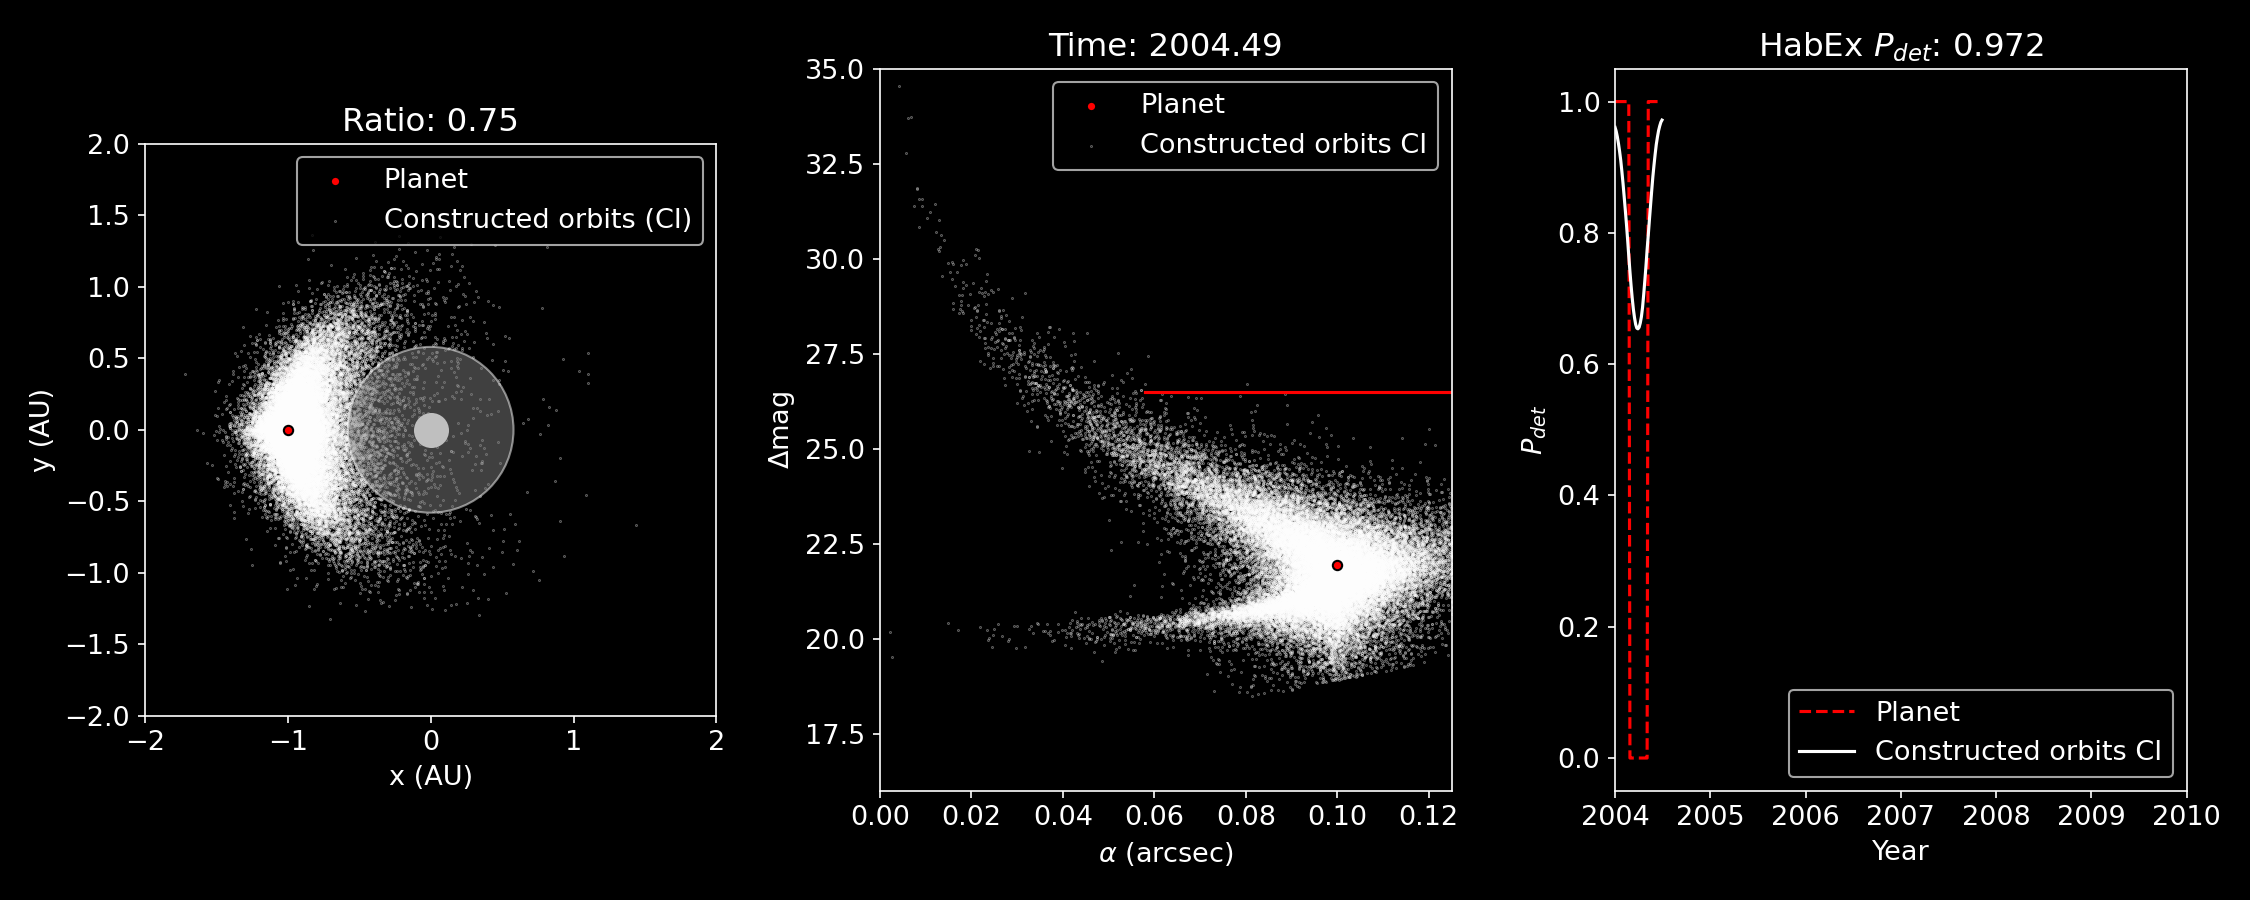 Ratio: 0.75
2.0
1.5
1.0
0.5
0.0
−0.5
−1.0
−1.5
−2.0
−2 −1 0 1 2
x (AU)
y (AU)
Planet
Constructed orbits (CI)
Time: 2004.49
35.0
32.5
30.0
27.5
25.0
22.5
20.0
17.5
0.00 0.02 0.04 0.06 0.08 0.10 0.12
α (arcsec)
Δmag
Planet
Constructed orbits CI
HabEx P_det: 0.972
1.0
0.8
0.6
0.4
0.2
0.0
2004 2005 2006 2007 2008 2009 2010
Year
P_det
Planet
Constructed orbits CI